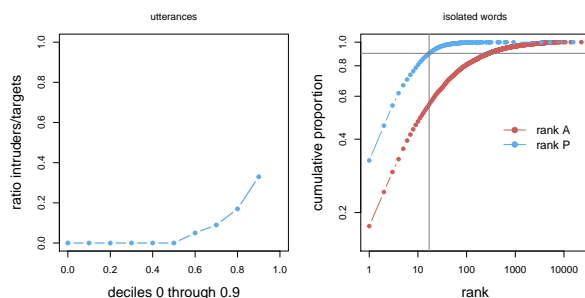 utterances
ratio intruders/targets
1.0
0.8
0.6
0.4
0.2
0.0
0.0 0.2 0.4 0.6 0.8 1.0
deciles 0 through 0.9
isolated words
cumulative proportion
1.0
0.8
0.6
0.4
0.2
rank A
rank P
1 10 100 1000 10000
rank